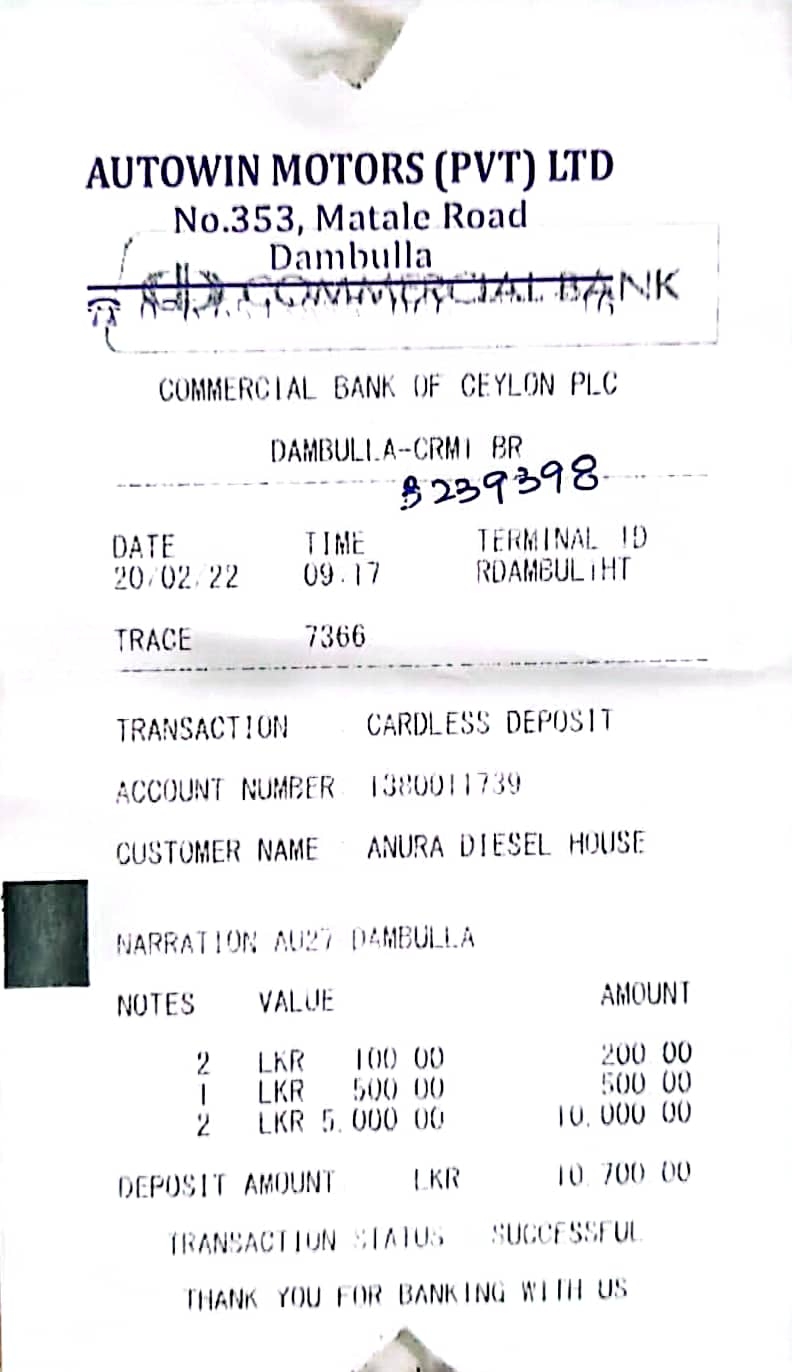 AUTOWIN MOTORS (PVT) LTD
No.353, Matale Road
Dambulla
COMMERCIAL BANK
COMMERCIAL BANK OF CEYLON PLC
DAMBULLA-CRM1 BR
239398
DATE TIME TERMINAL ID
20/02/22 09:17 RDAMBUL1HT
TRACE 7366
TRANSACTION CARDLESS DEPOSIT
ACCOUNT NUMBER 1380011739
CUSTOMER NAME ANURA DIESEL HOUSE
NARRATION AU27 DAMBULLA
NOTES VALUE AMOUNT
2 LKR 100.00 200.00
1 LKR 500.00 500.00
2 LKR 5,000.00 10,000.00
DEPOSIT AMOUNT LKR 10,700.00
TRANSACTION STATUS SUCCESSFUL
THANK YOU FOR BANKING WITH US